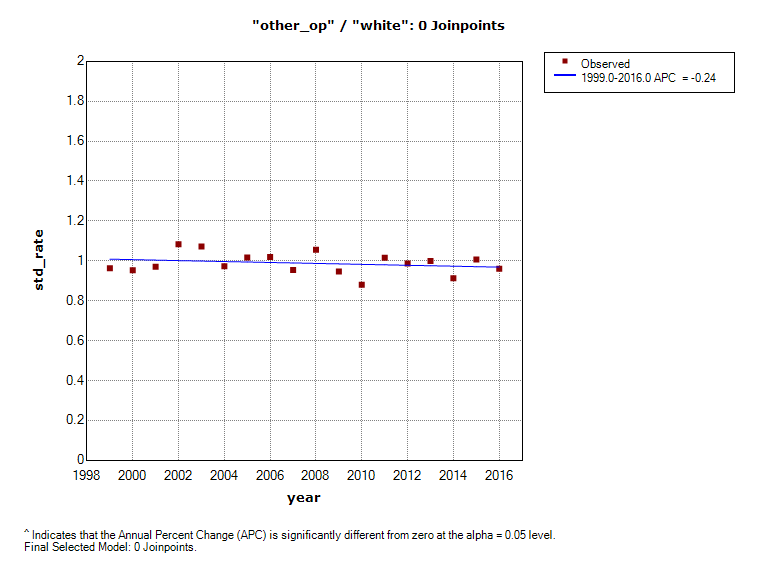 "other_op" / "white": 0 Joinpoints
Observed
1999.0-2016.0 APC  = -0.24
2
1.8
1.6
1.4
1.2
1
0.8
0.6
0.4
0.2
0
std_rate
1998 2000 2002 2004 2006 2008 2010 2012 2014 2016
year
^ Indicates that the Annual Percent Change (APC) is significantly different from zero at the alpha = 0.05 level.
Final Selected Model: 0 Joinpoints.